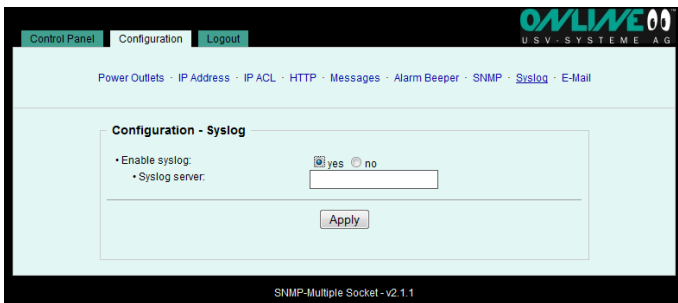 ONLINE
USV-SYSTEME AG
Control Panel Configuration Logout
Power Outlets · IP Address · IP ACL · HTTP · Messages · Alarm Beeper · SNMP · Syslog · E-Mail
Configuration - Syslog
• Enable syslog: yes no
• Syslog server:
Apply
SNMP-Multiple Socket - v2.1.1